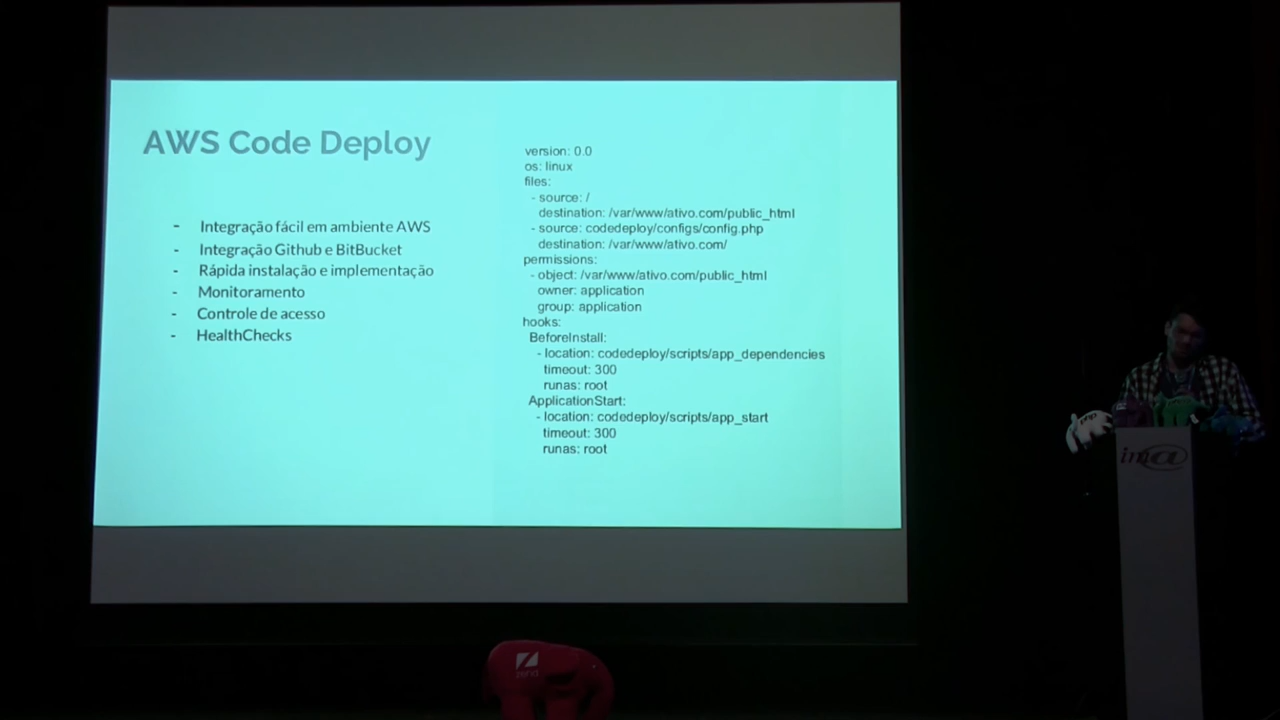 AWS Code Deploy
- Integração fácil em ambiente AWS
- Integração Github e BitBucket
- Rápida instalação e implementação
- Monitoramento
- Controle de acesso
- HealthChecks
version: 0.0
os: linux
files:
- source: /
destination: /var/www/ativo.com/public_html
- source: codedeploy/configs/config.php
destination: /var/www/ativo.com/
permissions:
- object: /var/www/ativo.com/public_html
owner: application
group: application
hooks:
BeforeInstall:
- location: codedeploy/scripts/app_dependencies
timeout: 300
runas: root
ApplicationStart:
- location: codedeploy/scripts/app_start
timeout: 300
runas: root
ima
zend